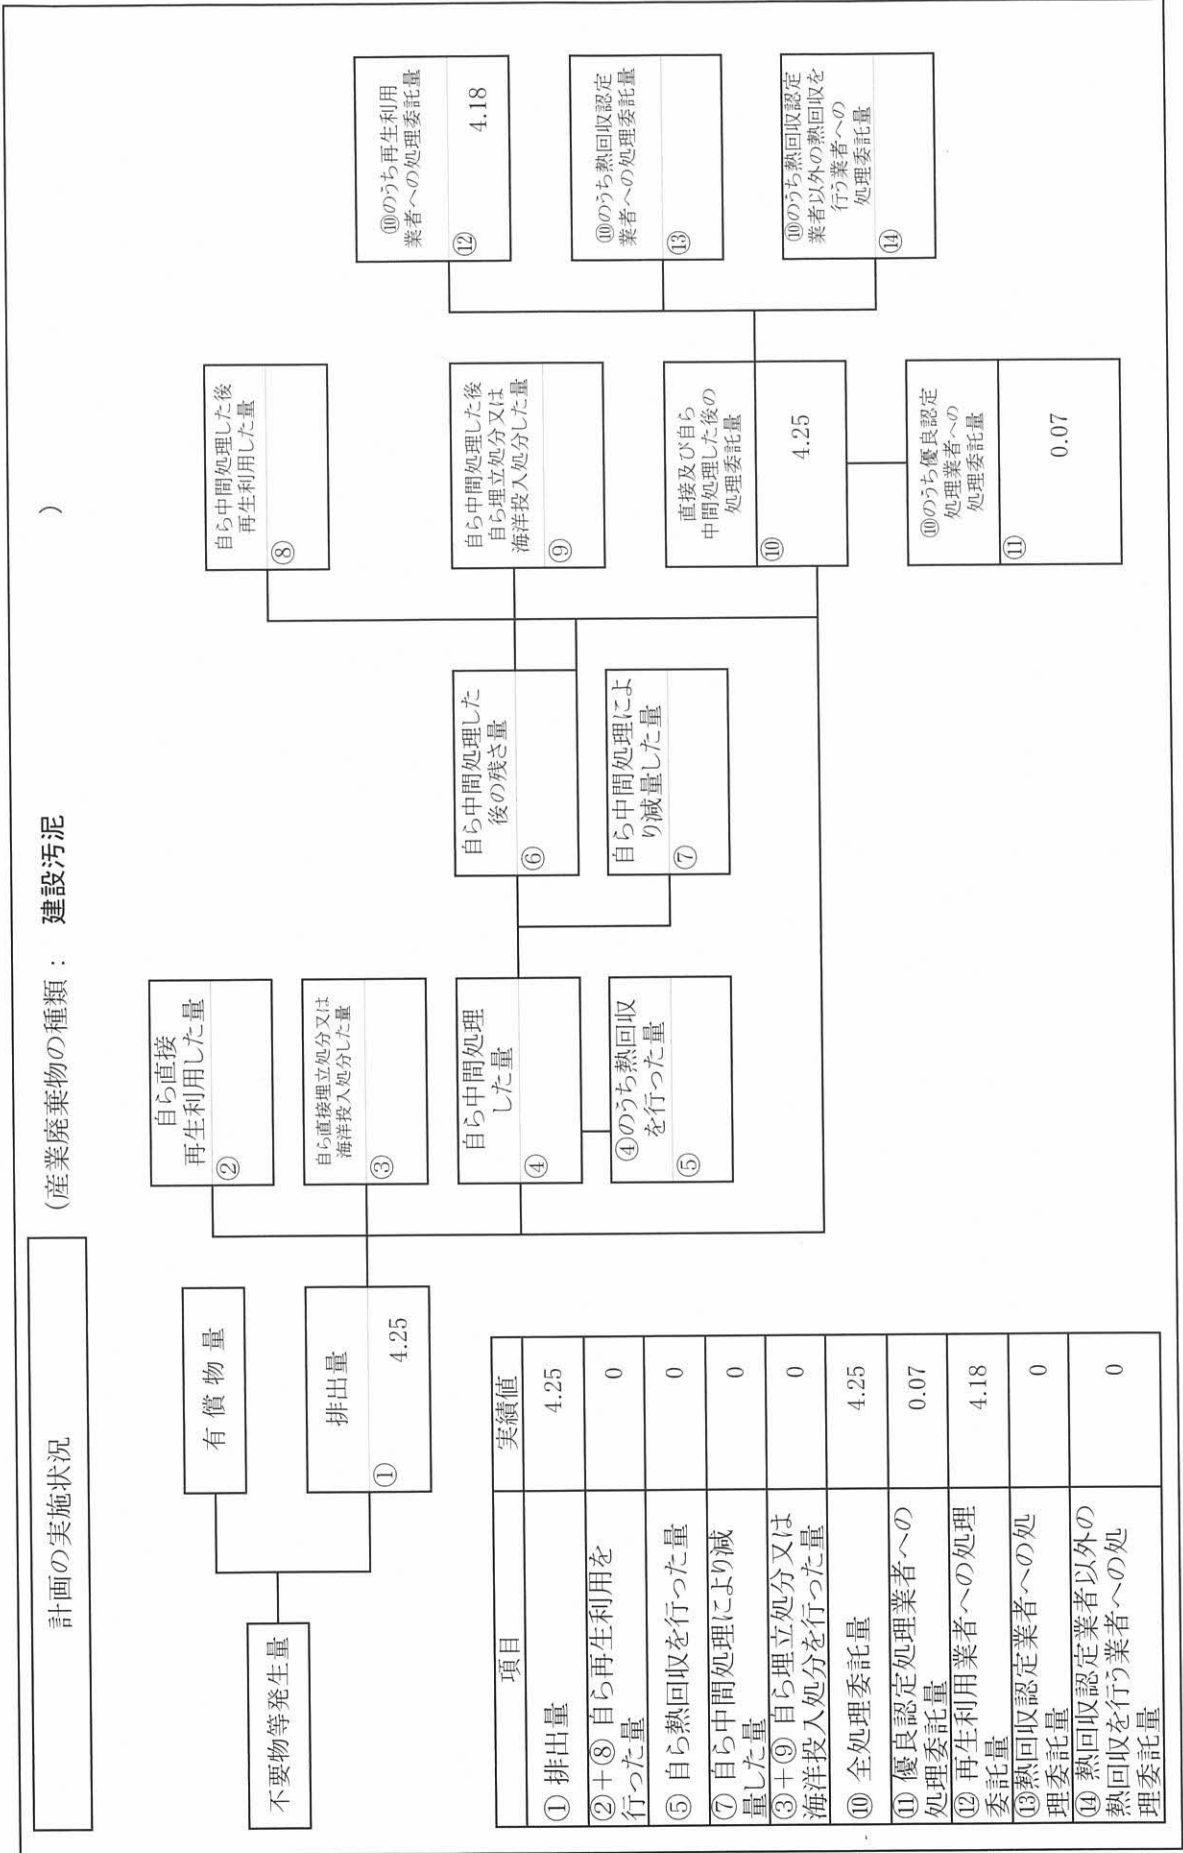 計画の実施状況
(産業廃棄物の種類： 建設汚泥 )
不要物等発生量
有償物量
排出量
①
4.25
自ら直接
再生利用した量
②
自ら直接埋立処分又は
海洋投入処分した量
③
自ら中間処理
した量
④
④のうち熱回収
を行った量
⑤
自ら中間処理した
後の残さ量
⑥
自ら中間処理によ
り減量した量
⑦
自ら中間処理した後
再生利用した量
⑧
自ら中間処理した後
自ら埋立処分又は
海洋投入処分した量
⑨
直接及び自ら
中間処理した後の
処理委託量
⑩
4.25
⑩のうち優良認定
処理業者への
処理委託量
⑪
0.07
⑩のうち再生利用
業者への処理委託量
⑫
4.18
⑩のうち熱回収認定
業者への処理委託量
⑬
⑩のうち熱回収認定
業者以外の熱回収を
行う業者への
処理委託量
⑭
項目 実績値
① 排出量 4.25
②＋⑧ 自ら再生利用を
行った量 0
⑤ 自ら熱回収を行った量 0
⑦ 自ら中間処理により減
量した量 0
③＋⑨ 自ら埋立処分又は
海洋投入処分を行った量 0
⑩ 全処理委託量 4.25
⑪ 優良認定処理業者への
処理委託量 0.07
⑫ 再生利用業者への処理
委託量 4.18
⑬熱回収認定業者への処
理委託量 0
⑭ 熱回収認定業者以外の
熱回収を行う業者への処
理委託量 0